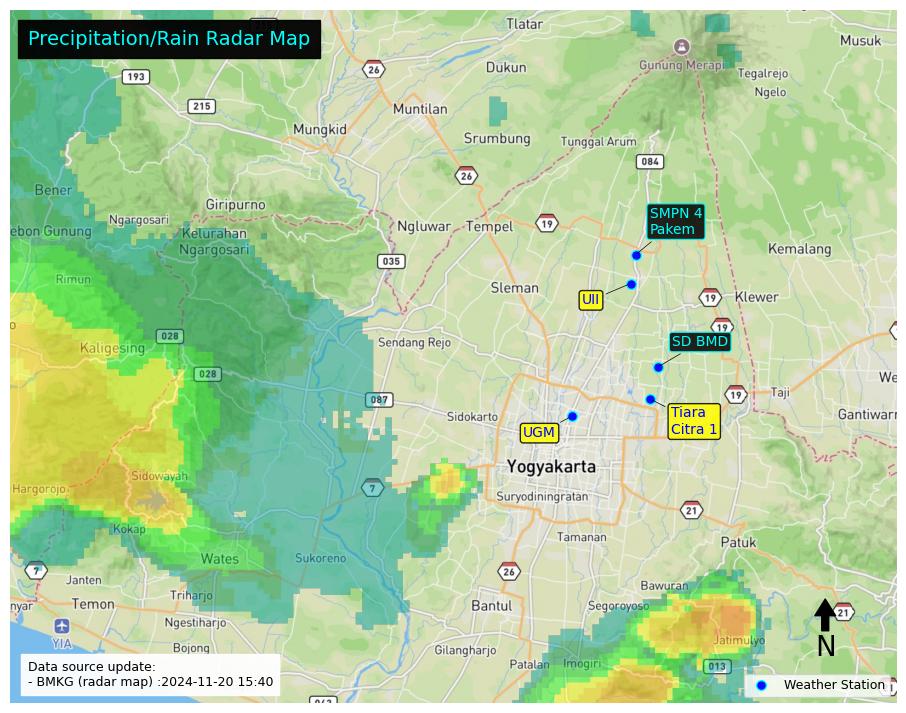 Precipitation/Rain Radar Map
Tlatar
Musuk
193
26
Dukun
Gunung Merapi
Tegalrejo
215
Muntilan
Ngelo
Mungkid
Srumbung
Tunggal Arum
084
26
Bener
Giripurno
SMPN 4
Pakem
Ngargosari
Ngluwar
Tempel
19
ebon Gunung
Kelurahan
Ngargosari
Kemalang
035
Rimun
Sleman
UII
19
Klewer
19
028
Kaligesing
Sendang Rejo
SD BMD
028
We
087
19
Taji
Sidokarto
Tiara
Citra 1
Gantiwarn
UGM
Yogyakarta
Sidowayah
Hargorojo
7
Suryodiningratan
21
Kokap
Tamanan
Patuk
Wates
Sukoreno
7
Janten
26
Bawuran
Triharjo
nyar
Temon
Bantul
Segoroyoso
21
Ngestiharjo
YIA
Jatimulyo
N
Bojong
Gilangharjo
Patalan
Imogiri
013
Data source update:
- BMKG (radar map) :2024-11-20 15:40
Weather Station